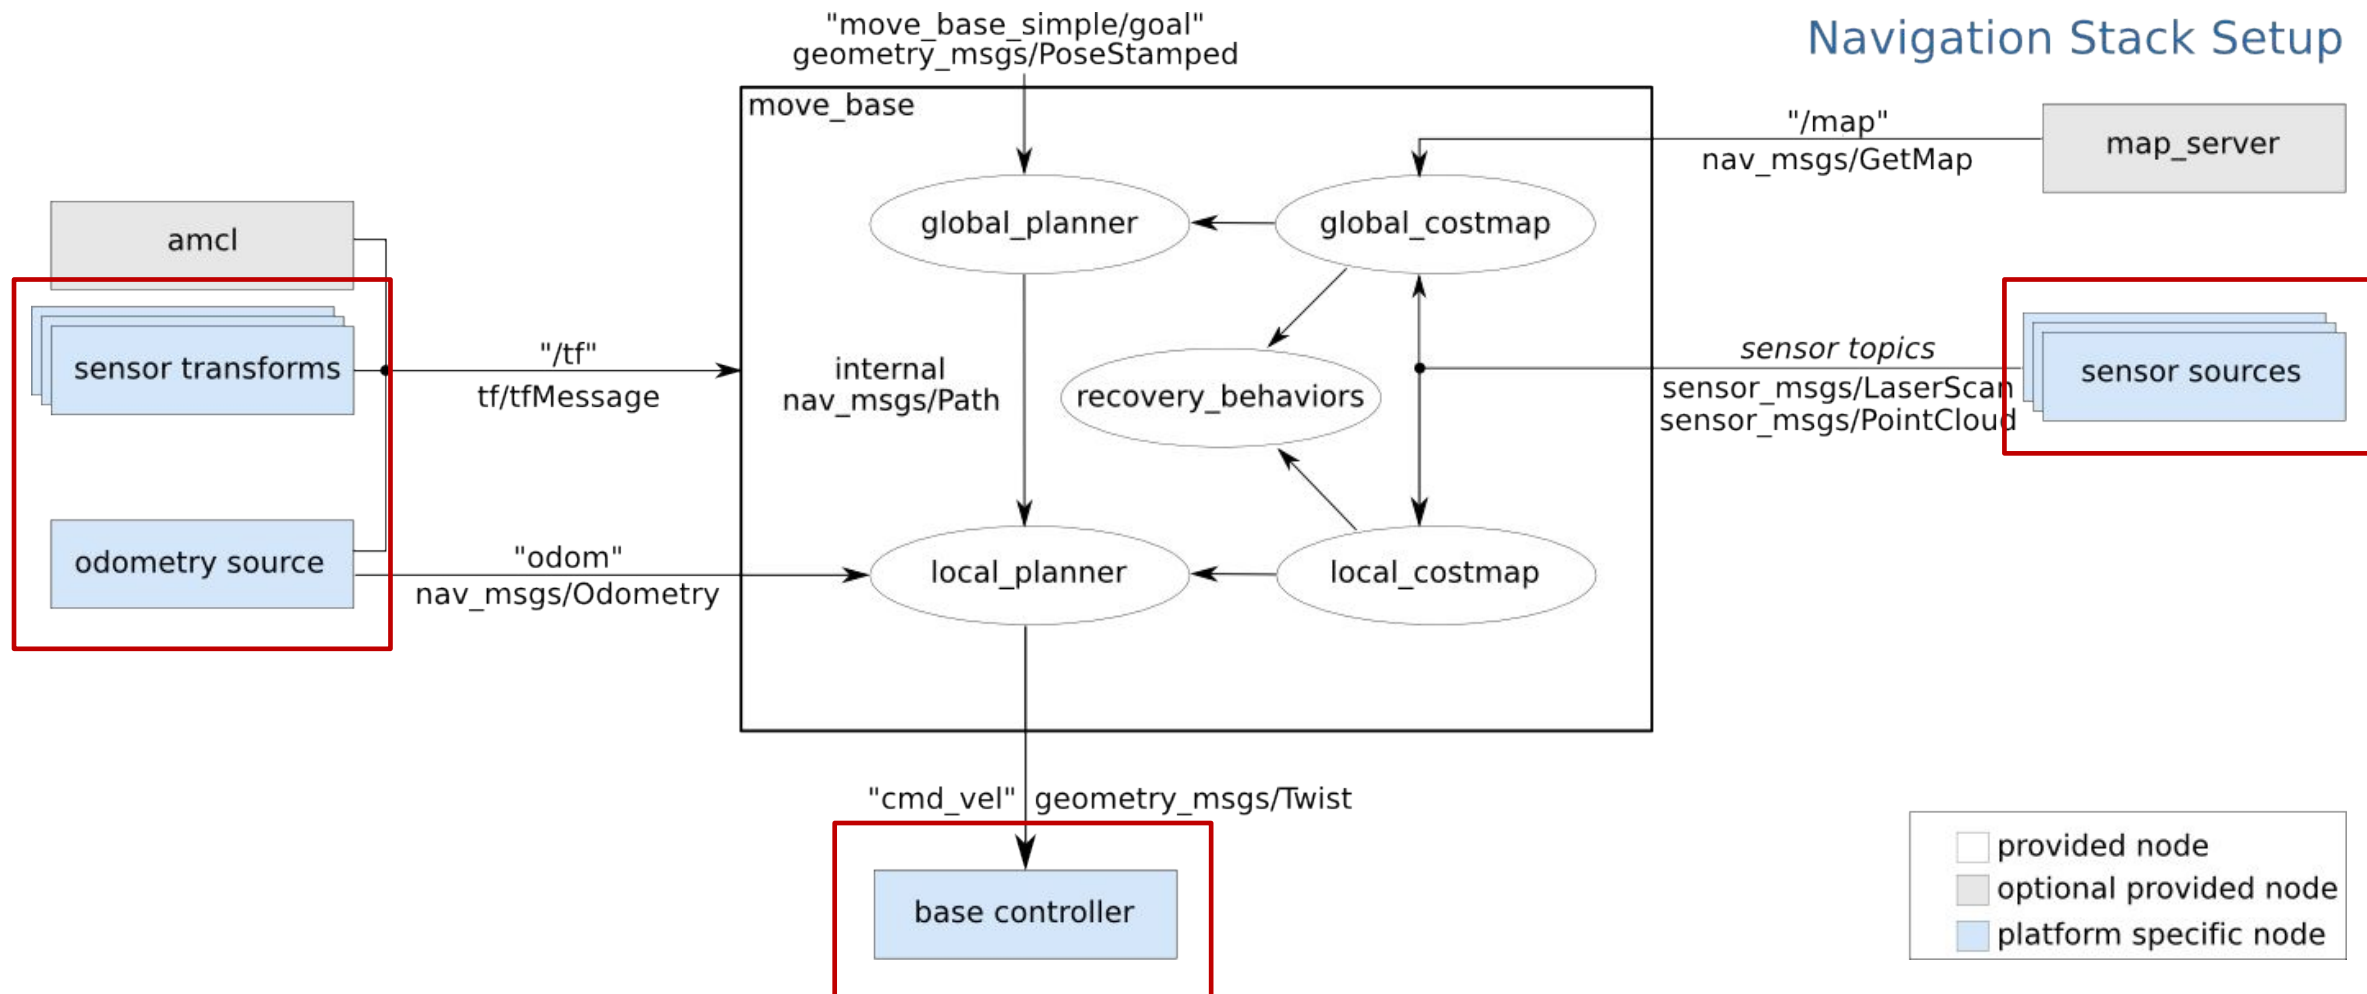 "move_base_simple/goal"
geometry_msgs/PoseStamped
Navigation Stack Setup
move_base
"/map"
nav_msgs/GetMap
map_server
amcl
global_planner
global_costmap
sensor transforms
"/tf"
tf/tfMessage
internal
nav_msgs/Path
recovery_behaviors
sensor topics
sensor_msgs/LaserScan
sensor_msgs/PointCloud
sensor sources
odometry source
"odom"
nav_msgs/Odometry
local_planner
local_costmap
"cmd_vel" geometry_msgs/Twist
base controller
provided node
optional provided node
platform specific node